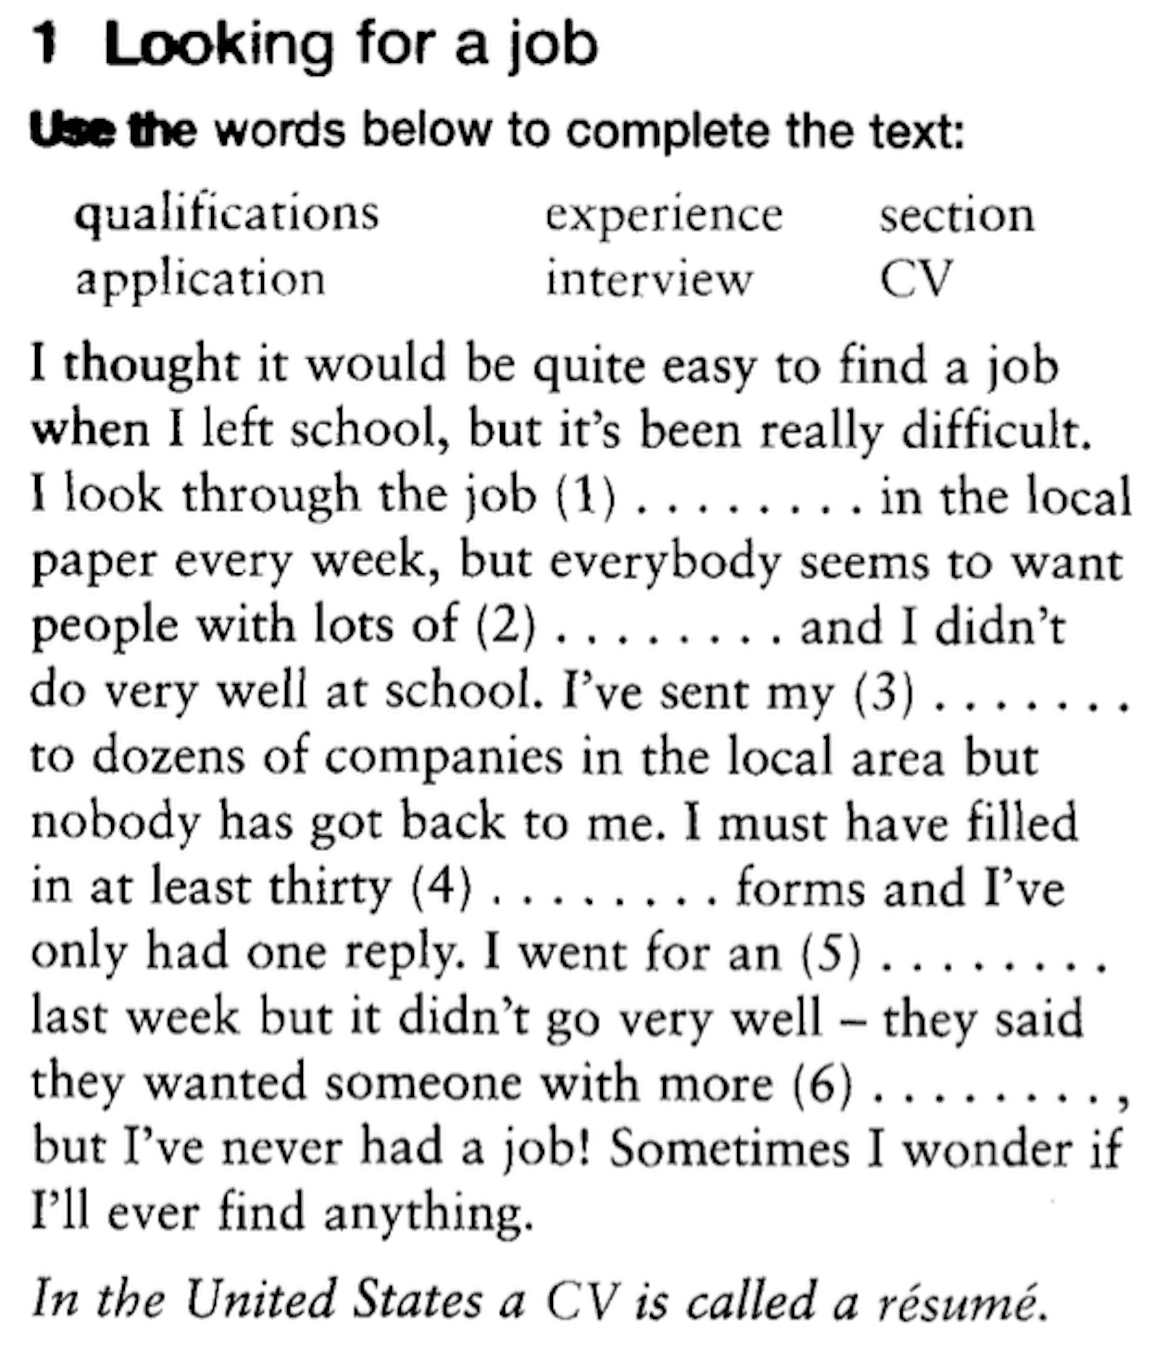 1 Looking for a job
Use the words below to complete the text:
qualifications experience section
application interview CV
I thought it would be quite easy to find a job
when I left school, but it's been really difficult.
I look through the job (1) . . . . . . . . in the local
paper every week, but everybody seems to want
people with lots of (2) . . . . . . . . and I didn't
do very well at school. I've sent my (3) . . . . . . .
to dozens of companies in the local area but
nobody has got back to me. I must have filled
in at least thirty (4) . . . . . . . . forms and I've
only had one reply. I went for an (5) . . . . . . . .
last week but it didn't go very well – they said
they wanted someone with more (6) . . . . . . . . ,
but I've never had a job! Sometimes I wonder if
I'll ever find anything.
In the United States a CV is called a résumé.